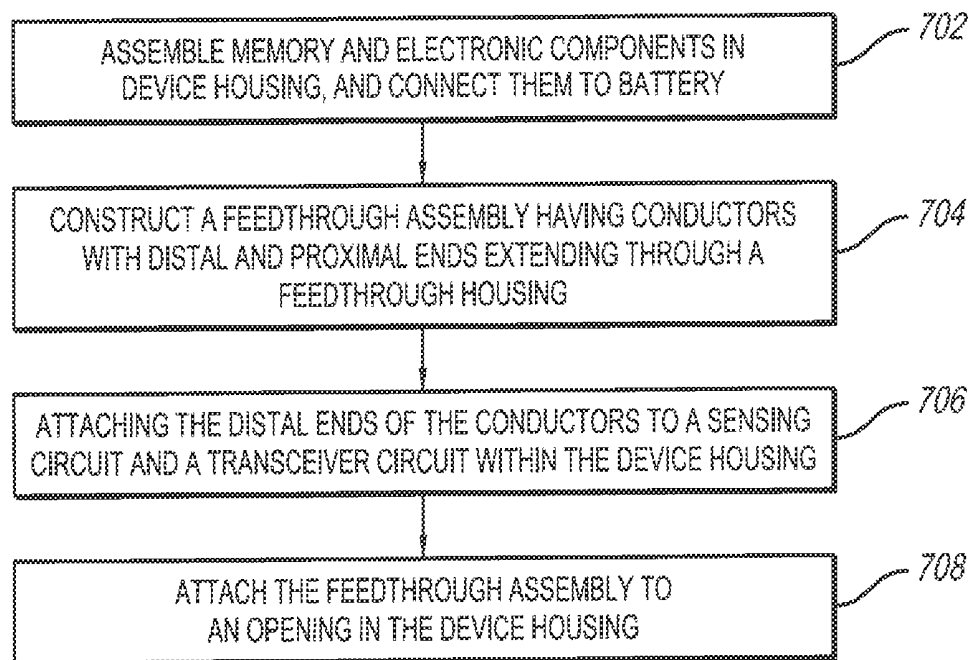 702
ASSEMBLE MEMORY AND ELECTRONIC COMPONENTS IN
DEVICE HOUSING, AND CONNECT THEM TO BATTERY
704
CONSTRUCT A FEEDTHROUGH ASSEMBLY HAVING CONDUCTORS
WITH DISTAL AND PROXIMAL ENDS EXTENDING THROUGH A
FEEDTHROUGH HOUSING
706
ATTACHING THE DISTAL ENDS OF THE CONDUCTORS TO A SENSING
CIRCUIT AND A TRANSCEIVER CIRCUIT WITHIN THE DEVICE HOUSING
708
ATTACH THE FEEDTHROUGH ASSEMBLY TO
AN OPENING IN THE DEVICE HOUSING